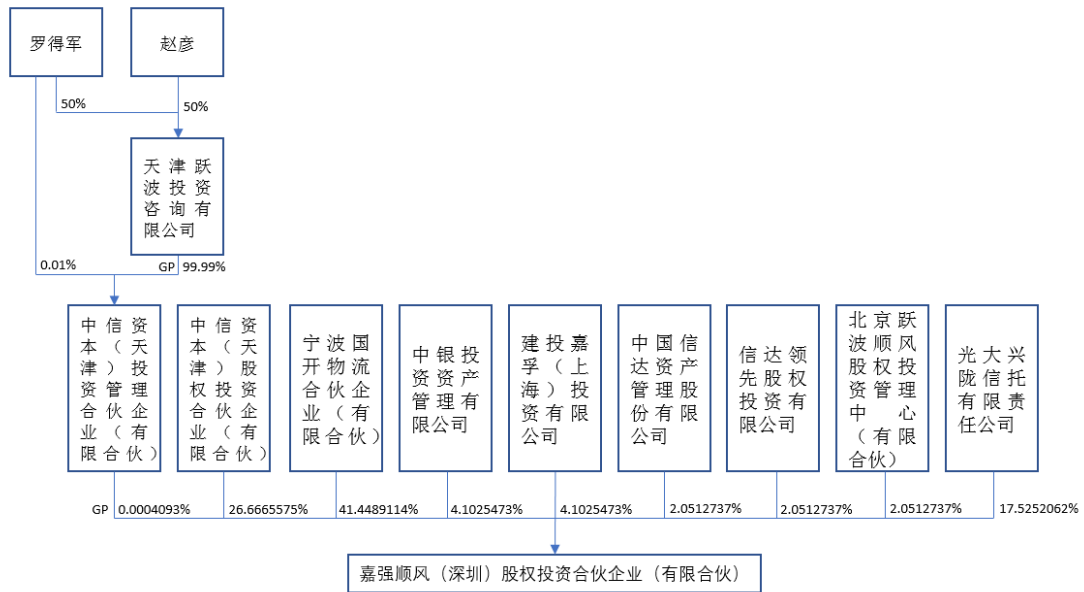 罗得军
赵彦
50%
50%
天津跃
波投资
咨询有
限公司
0.01%
GP
99.99%
中信资
本（天
津）投
资管理
合伙企
业（有
限合伙）
中信资
本（天
津）股
权投资
合伙企
业（有
限合伙）
宁波国
开物流
合伙企
业（有
限合伙）
中银投
资资产
管理有
限公司
建投嘉
孚（上
海）投
资有限
公司
中国信
达资产
管理股
份有限
公司
信达领
先股权
投资有
限公司
北京跃
波顺风
股权投
资管理
中心
（有限
合伙）
光大兴
陇信托
有限责
任公司
GP
0.0004093%
26.6665575%
41.4489114%
4.1025473%
4.1025473%
2.0512737%
2.0512737%
2.0512737%
17.5252062%
嘉强顺风（深圳）股权投资合伙企业（有限合伙）